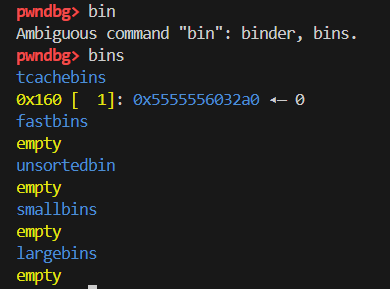 pwndbg> bin
Ambiguous command "bin": binder, bins.
pwndbg> bins
tcachebins
0x160 [  1]: 0x5555556032a0 ◂— 0
fastbins
empty
unsortedbin
empty
smallbins
empty
largebins
empty